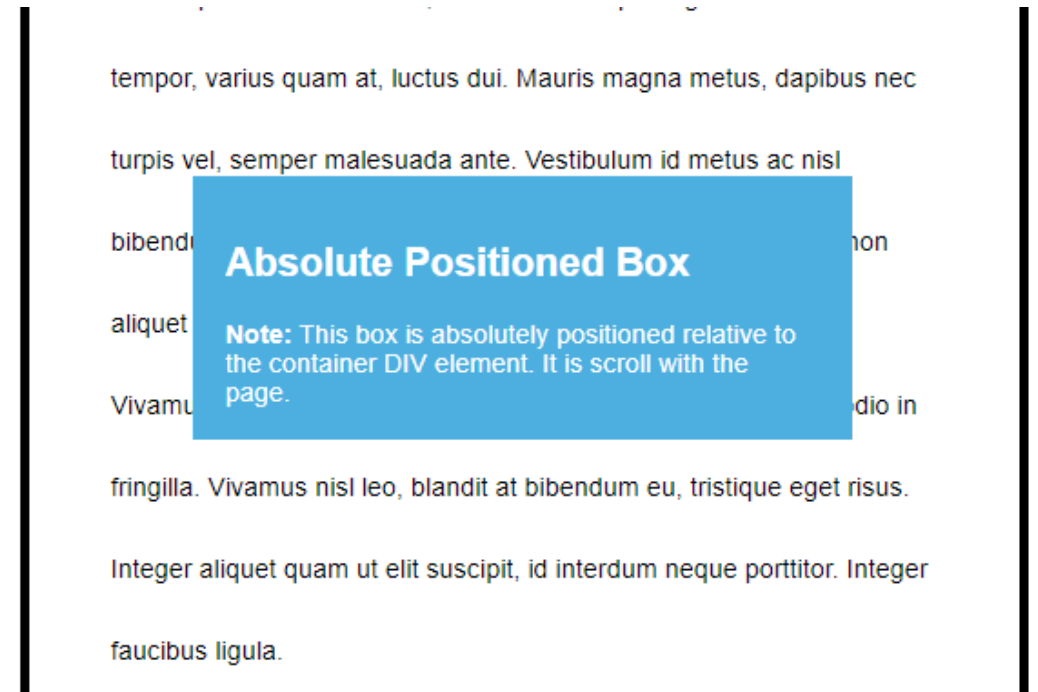 tempor, varius quam at, luctus dui. Mauris magna metus, dapibus nec
turpis vel, semper malesuada ante. Vestibulum id metus ac nisl
Absolute Positioned Box
aliquet
Note: This box is absolutely positioned relative to
the container DIV element. It is scroll with the
page.
in
fringilla. Vivamus nisl leo, blandit at bibendum eu, tristique eget risus.
Integer aliquet quam ut elit suscipit, id interdum neque porttitor. Integer
faucibus ligula.